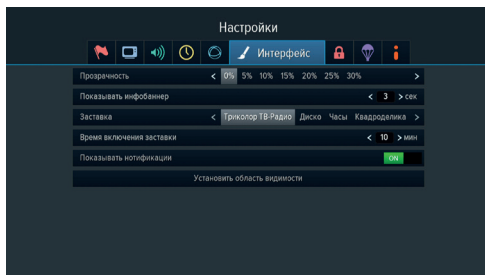 Настройки
Интерфейс
Прозрачность < 0% 5% 10% 15% 20% 25% 30% >
Показывать инфобаннер < 3 > сек
Заставка < Триколор ТВ-Радио Диско Часы Квадроделика >
Время включения заставки < 10 > мин
Показывать нотификации ON
Установить область видимости